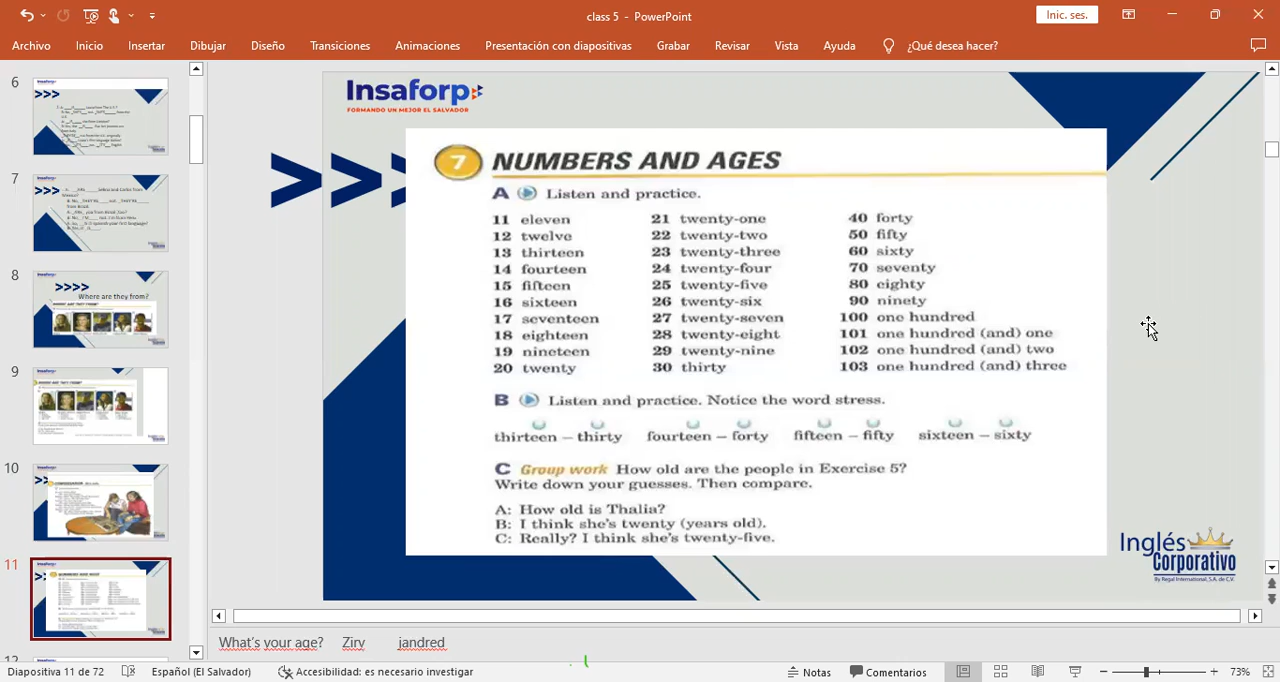 class 5 - PowerPoint
Inic. ses.
Archivo Inicio Insertar Dibujar Diseño Transiciones Animaciones Presentación con diapositivas Grabar Revisar Vista Ayuda ¿Qué desea hacer?
6
7
8
Where are they from?
9
10
11
Insaforp
FORMANDO UN MEJOR EL SALVADOR
7 NUMBERS AND AGES
A Listen and practice.
11 eleven 21 twenty-one 40 forty
12 twelve 22 twenty-two 50 fifty
13 thirteen 23 twenty-three 60 sixty
14 fourteen 24 twenty-four 70 seventy
15 fifteen 25 twenty-five 80 eighty
16 sixteen 26 twenty-six 90 ninety
17 seventeen 27 twenty-seven 100 one hundred
18 eighteen 28 twenty-eight 101 one hundred (and) one
19 nineteen 29 twenty-nine 102 one hundred (and) two
20 twenty 30 thirty 103 one hundred (and) three
B Listen and practice. Notice the word stress.
thirteen – thirty fourteen – forty fifteen – fifty sixteen – sixty
C Group work How old are the people in Exercise 5?
Write down your guesses. Then compare.
A: How old is Thalia?
B: I think she's twenty (years old).
C: Really? I think she's twenty-five.
Inglés
Corporativo
By Regal International, S.A. de C.V.
What's your age? Ziry jandred
Diapositiva 11 de 72 Español (El Salvador) Accesibilidad: es necesario investigar Notas Comentarios 73%